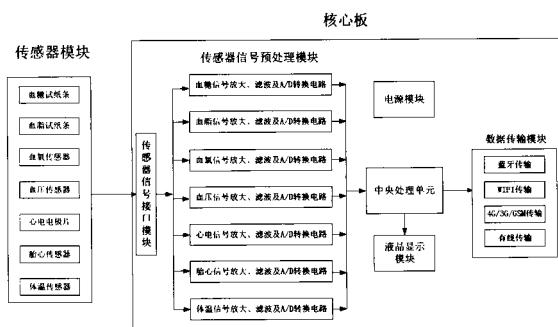 核心板
传感器模块
传感器信号预处理模块
血糖试纸条
血脂试纸条
血氧传感器
血压传感器
心电电极片
胎心传感器
体温传感器
传感器信号接口模块
血糖信号放大、滤波及A/D转换电路
血脂信号放大、滤波及A/D转换电路
血氧信号放大、滤波及A/D转换电路
血压信号放大、滤波及A/D转换电路
心电信号放大、滤波及A/D转换电路
胎心信号放大、滤波及A/D转换电路
体温信号放大、滤波及A/D转换电路
电源模块
中央处理单元
液晶显示
模块
数据传输模块
蓝牙传输
WIFI传输
4G/3G/GSM传输
有线传输